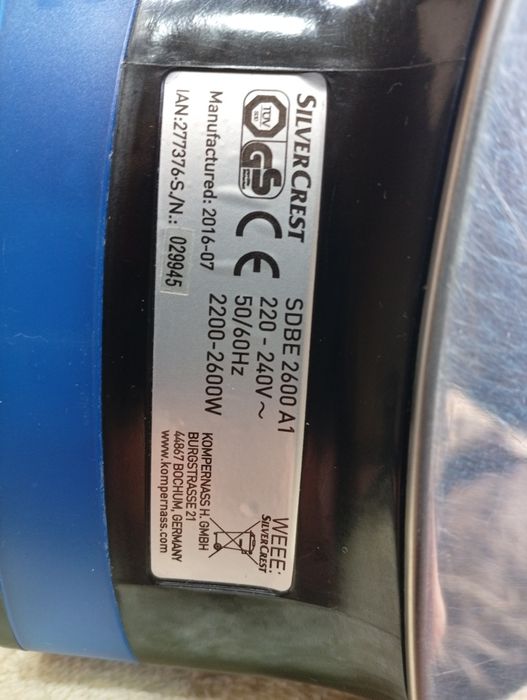 SILVERCREST
TÜV
SÜD
GS
CE
Manufactured: 2016-07
IAN:277376·S./N.: 029945
SDBE 2600 A1
220 - 240V~
50/60Hz
2200-2600W
WEEE:
SILVERCREST
KOMPERNASS H. GMBH
BURGSTRASSE 21
44867 BOCHUM, GERMANY
www.kompernass.com